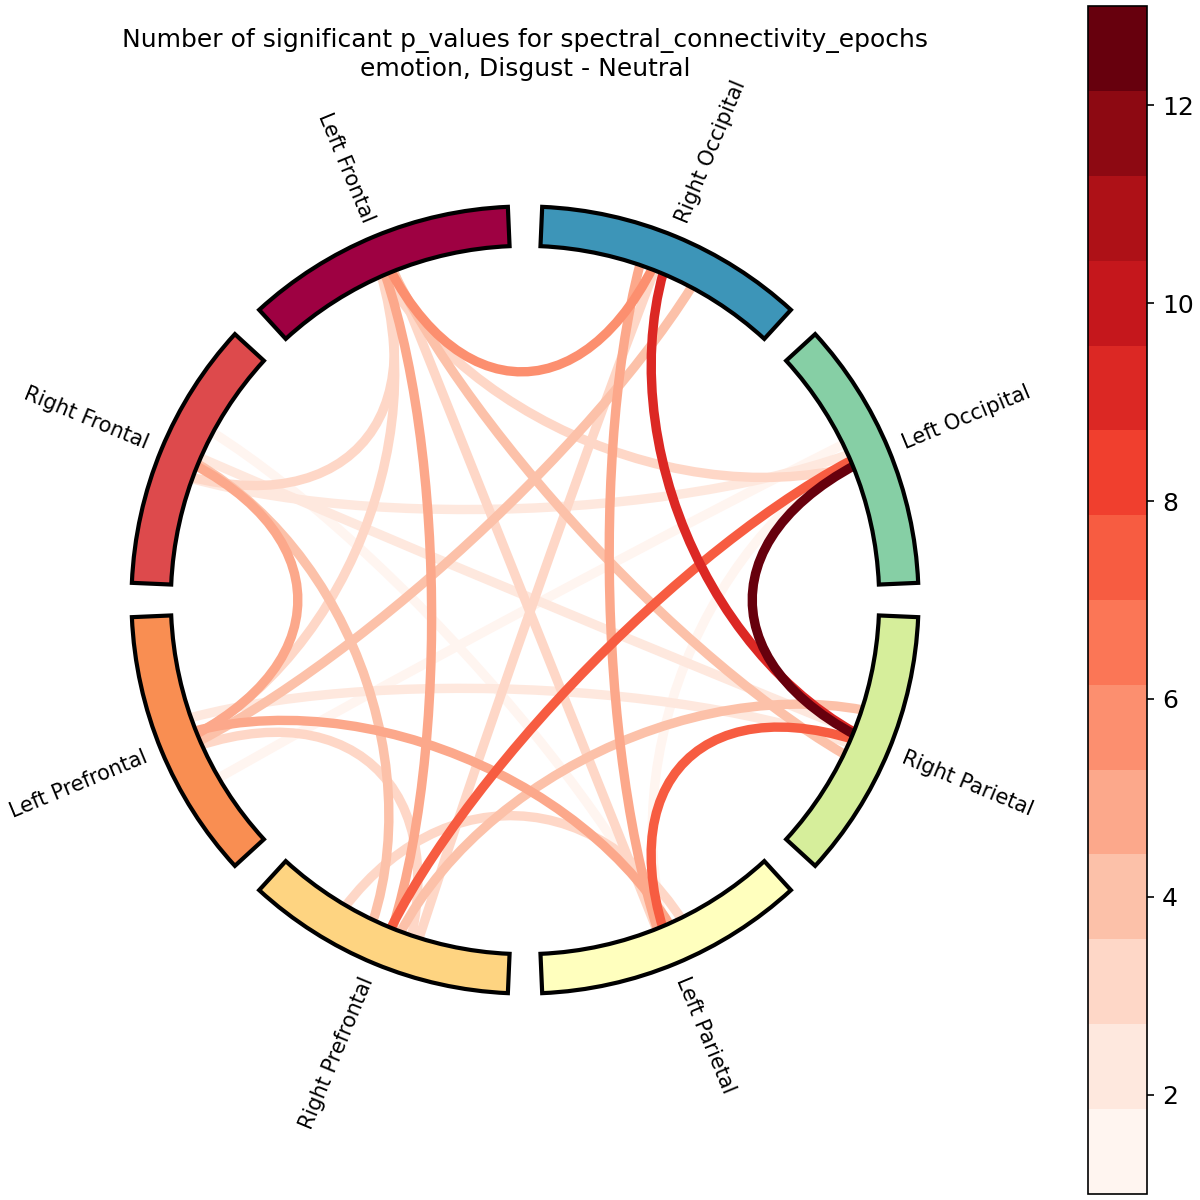 Number of significant p_values for spectral_connectivity_epochs
emotion, Disgust - Neutral
Left Frontal
Right Occipital
Right Frontal
Left Occipital
Left Prefrontal
Right Parietal
Right Prefrontal
Left Parietal
12
10
8
6
4
2